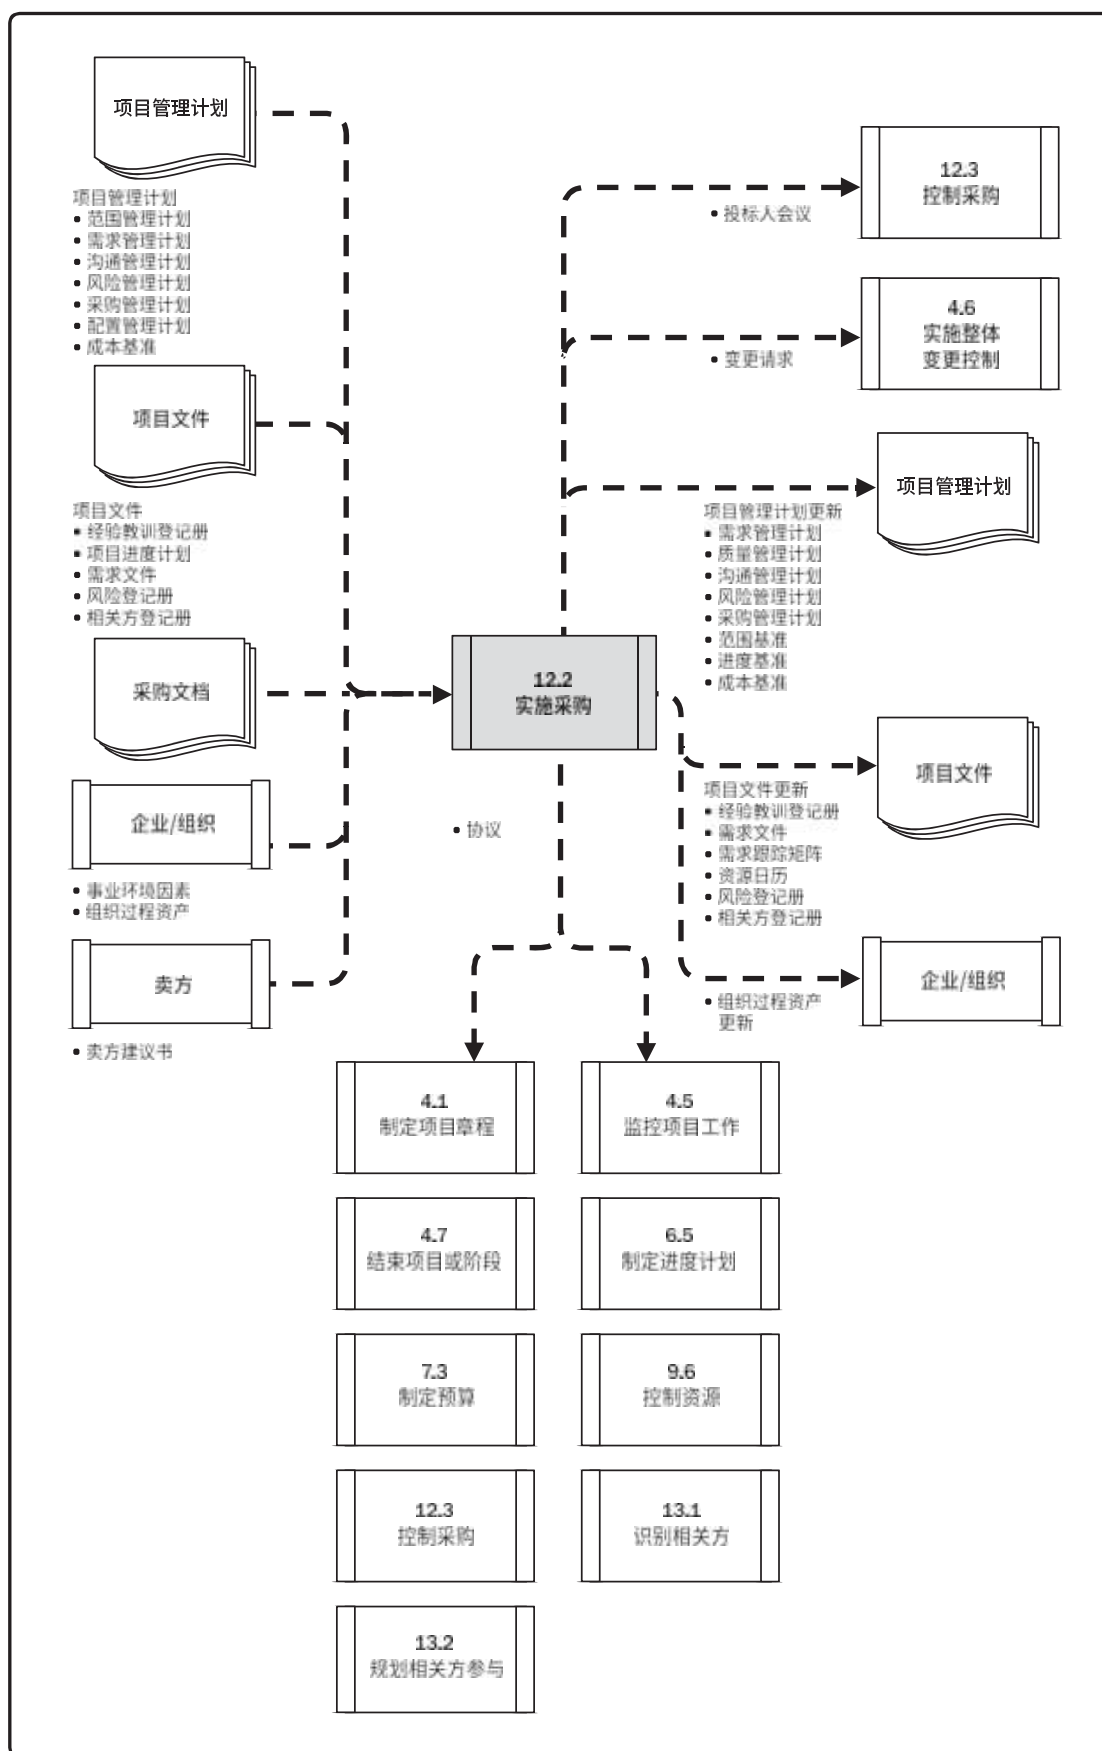 项目管理计划
项目管理计划
• 范围管理计划
• 需求管理计划
• 沟通管理计划
• 风险管理计划
• 采购管理计划
• 配置管理计划
• 成本基准
项目文件
项目文件
• 经验教训登记册
• 项目进度计划
• 需求文件
• 风险登记册
• 相关方登记册
采购文档
企业/组织
• 事业环境因素
• 组织过程资产
卖方
• 卖方建议书
12.2
实施采购
• 投标人会议
12.3
控制采购
• 变更请求
4.6
实施整体
变更控制
项目管理计划
项目管理计划更新
• 需求管理计划
• 质量管理计划
• 沟通管理计划
• 风险管理计划
• 采购管理计划
• 范围基准
• 进度基准
• 成本基准
项目文件
项目文件更新
• 经验教训登记册
• 需求文件
• 需求跟踪矩阵
• 资源日历
• 风险登记册
• 相关方登记册
企业/组织
• 组织过程资产
更新
• 协议
4.1
制定项目章程
4.5
监控项目工作
4.7
结束项目或阶段
6.5
制定进度计划
7.3
制定预算
9.6
控制资源
12.3
控制采购
13.1
识别相关方
13.2
规划相关方参与